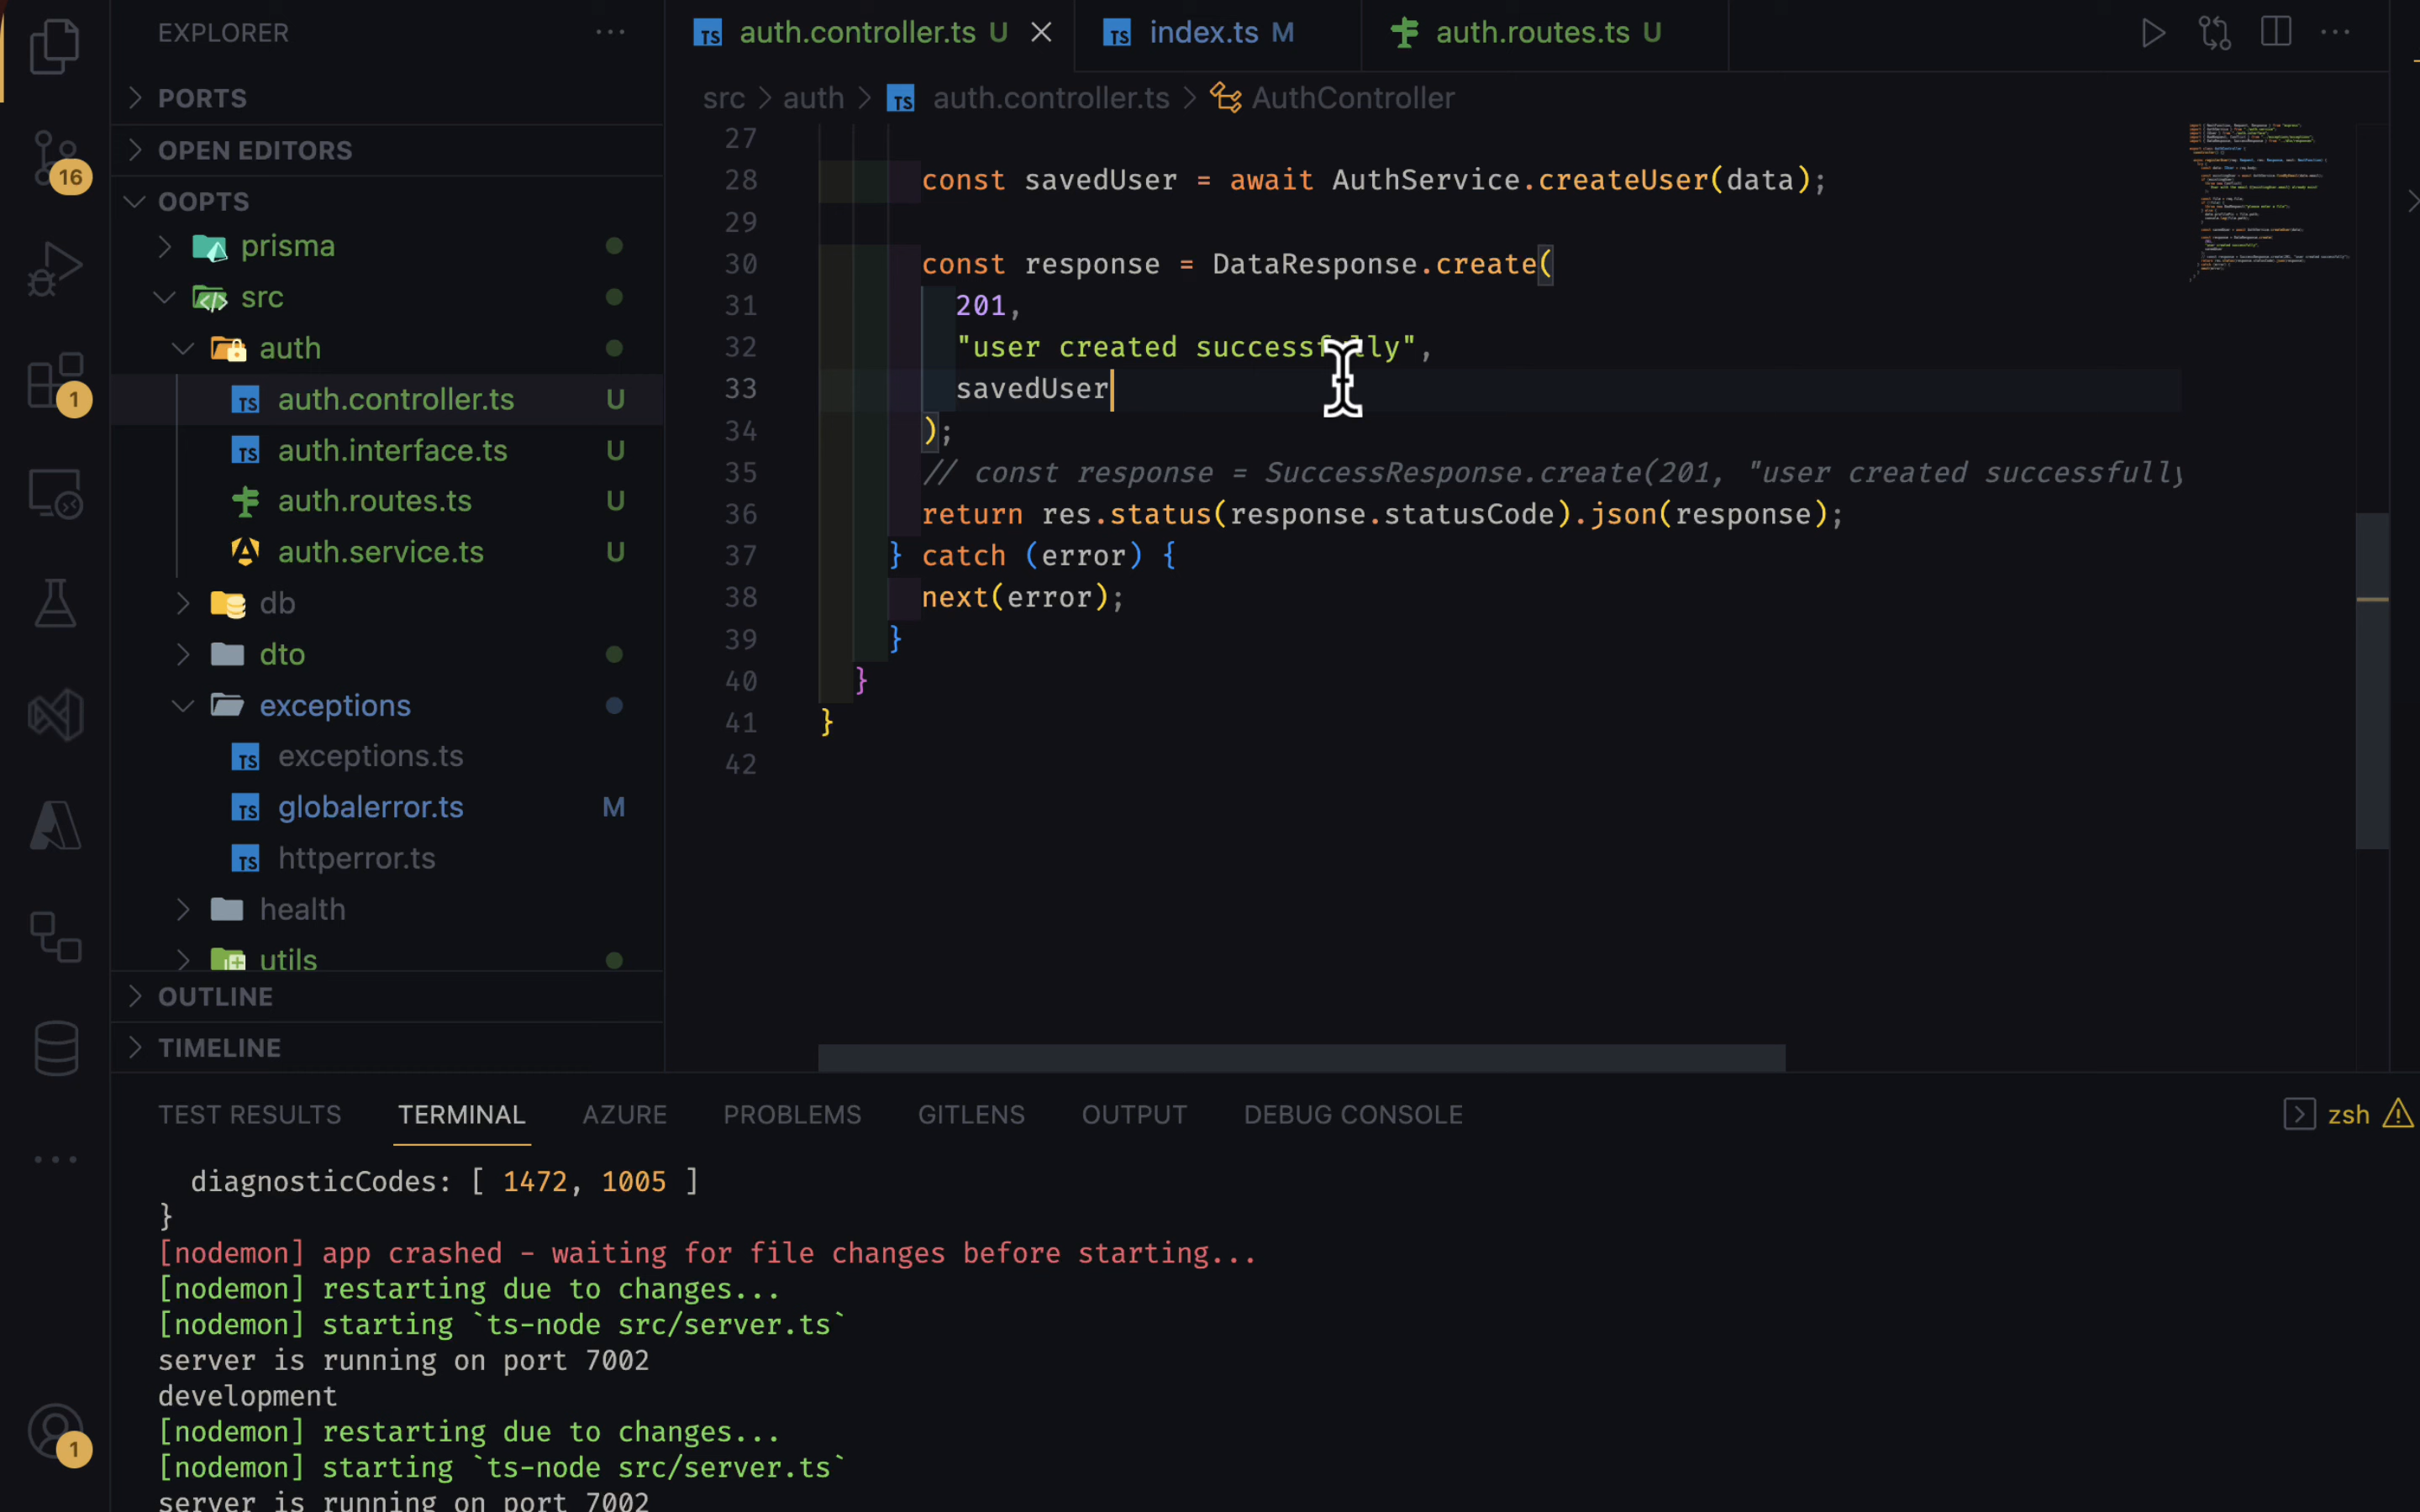 EXPLORER
PORTS
OPEN EDITORS
OOPTS
prisma
src
auth
auth.controller.ts U
auth.interface.ts U
auth.routes.ts U
auth.service.ts U
db
dto
exceptions
exceptions.ts
globalerror.ts M
httperror.ts
health
utils
OUTLINE
TIMELINE
16
1
1
TS auth.controller.ts U
TS index.ts M
auth.routes.ts U
src > auth > TS auth.controller.ts > AuthController
27
28 const savedUser = await AuthService.createUser(data);
29
30 const response = DataResponse.create(
31 201,
32 "user created successfully",
33 savedUser
34 );
35 // const response = SuccessResponse.create(201, "user created successfully
36 return res.status(response.statusCode).json(response);
37 } catch (error) {
38 next(error);
39 }
40 }
41 }
42
TEST RESULTS TERMINAL AZURE PROBLEMS GITLENS OUTPUT DEBUG CONSOLE
zsh
diagnosticCodes: [ 1472, 1005 ]
}
[nodemon] app crashed - waiting for file changes before starting...
[nodemon] restarting due to changes...
[nodemon] starting `ts-node src/server.ts`
server is running on port 7002
development
[nodemon] restarting due to changes...
[nodemon] starting `ts-node src/server.ts`
server is running on port 7002